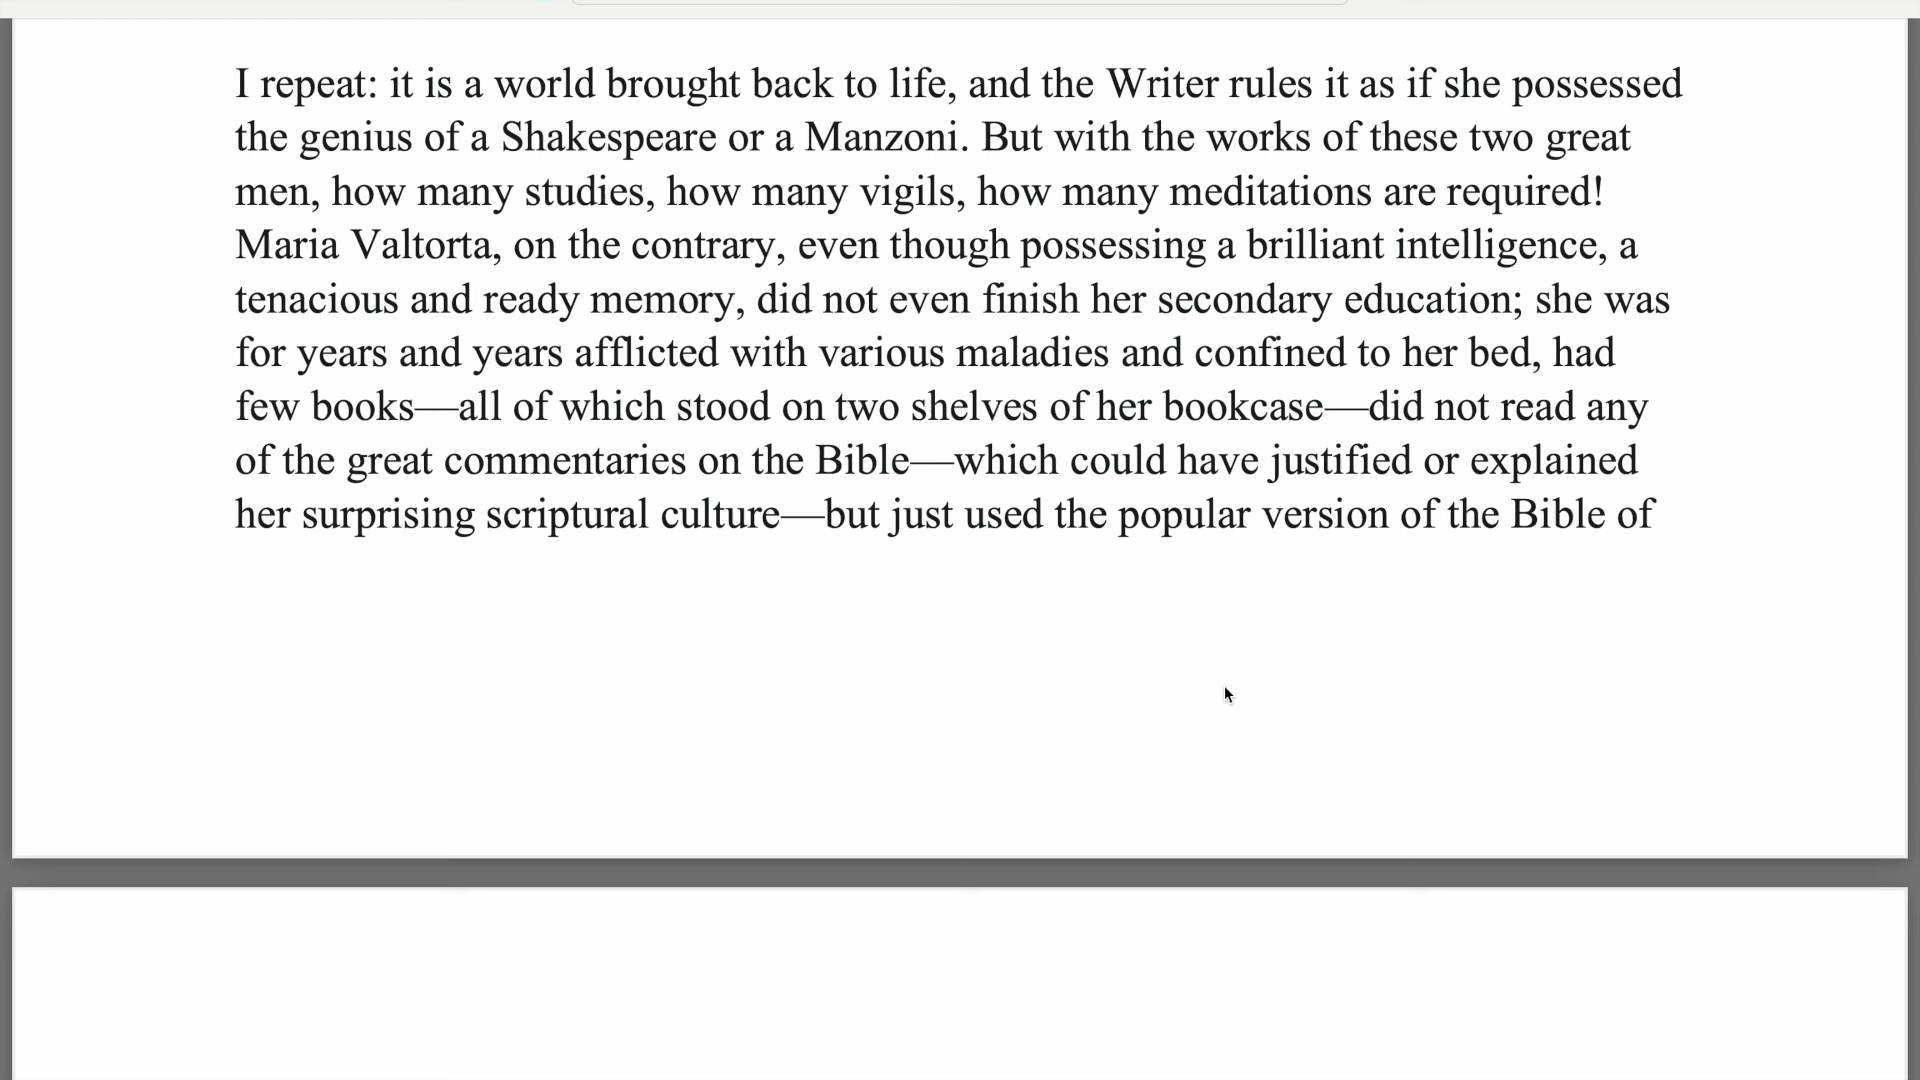 I repeat: it is a world brought back to life, and the Writer rules it as if she possessed
the genius of a Shakespeare or a Manzoni. But with the works of these two great
men, how many studies, how many vigils, how many meditations are required!
Maria Valtorta, on the contrary, even though possessing a brilliant intelligence, a
tenacious and ready memory, did not even finish her secondary education; she was
for years and years afflicted with various maladies and confined to her bed, had
few books—all of which stood on two shelves of her bookcase—did not read any
of the great commentaries on the Bible—which could have justified or explained
her surprising scriptural culture—but just used the popular version of the Bible of